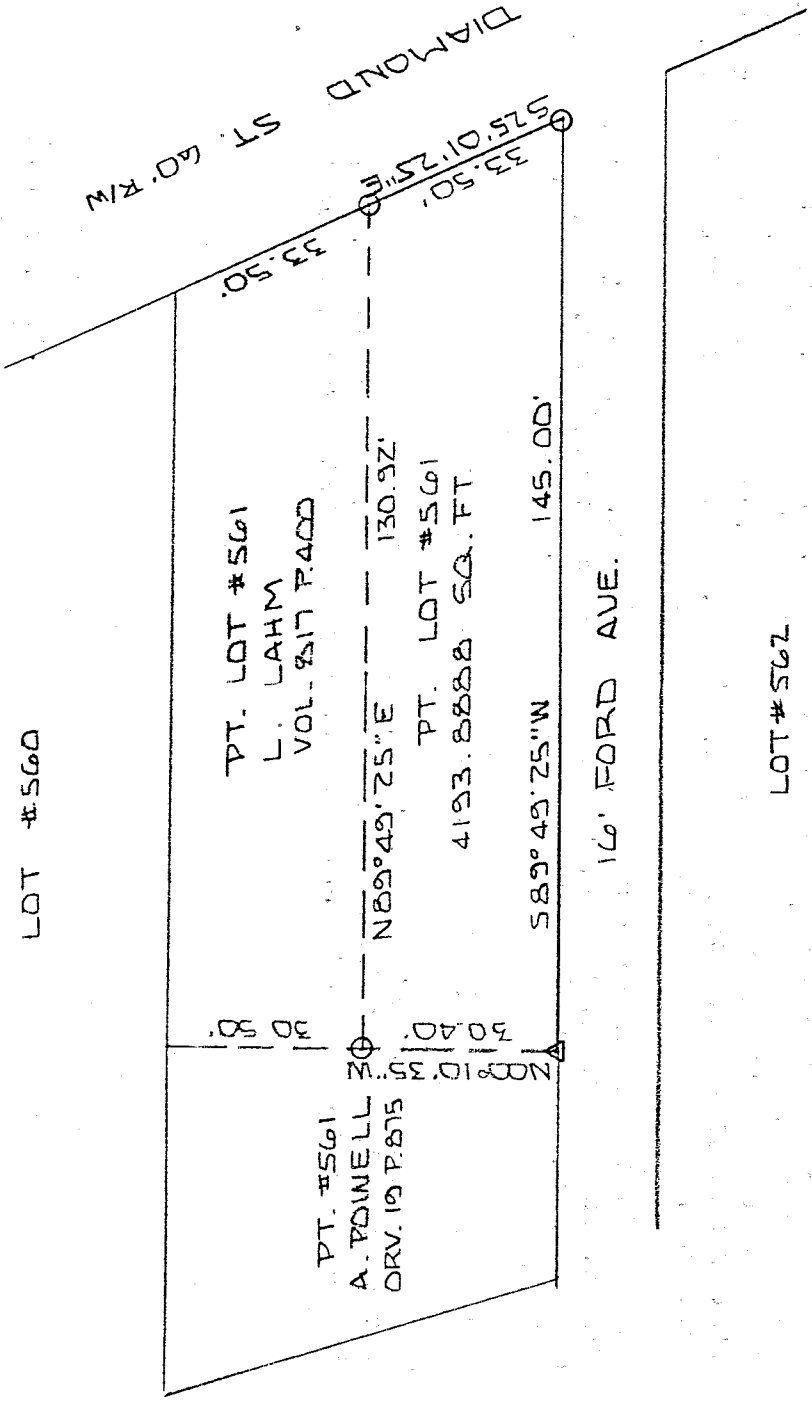 LOT #560
DIAMOND ST. 60' R/W
33.50'
S25°01'25"E
33.50'
PT. LOT #561
L. LAHM
VOL. 817 P.400
30.50'
N89°49'25"E 130.92'
PT. LOT #561
4193.8888 SQ. FT.
30.40'
N00°10'35"W
PT. #561
A. POWELL
ORV. 19 P.875
S89°49'25"W 145.00'
16' FORD AVE.
LOT #562